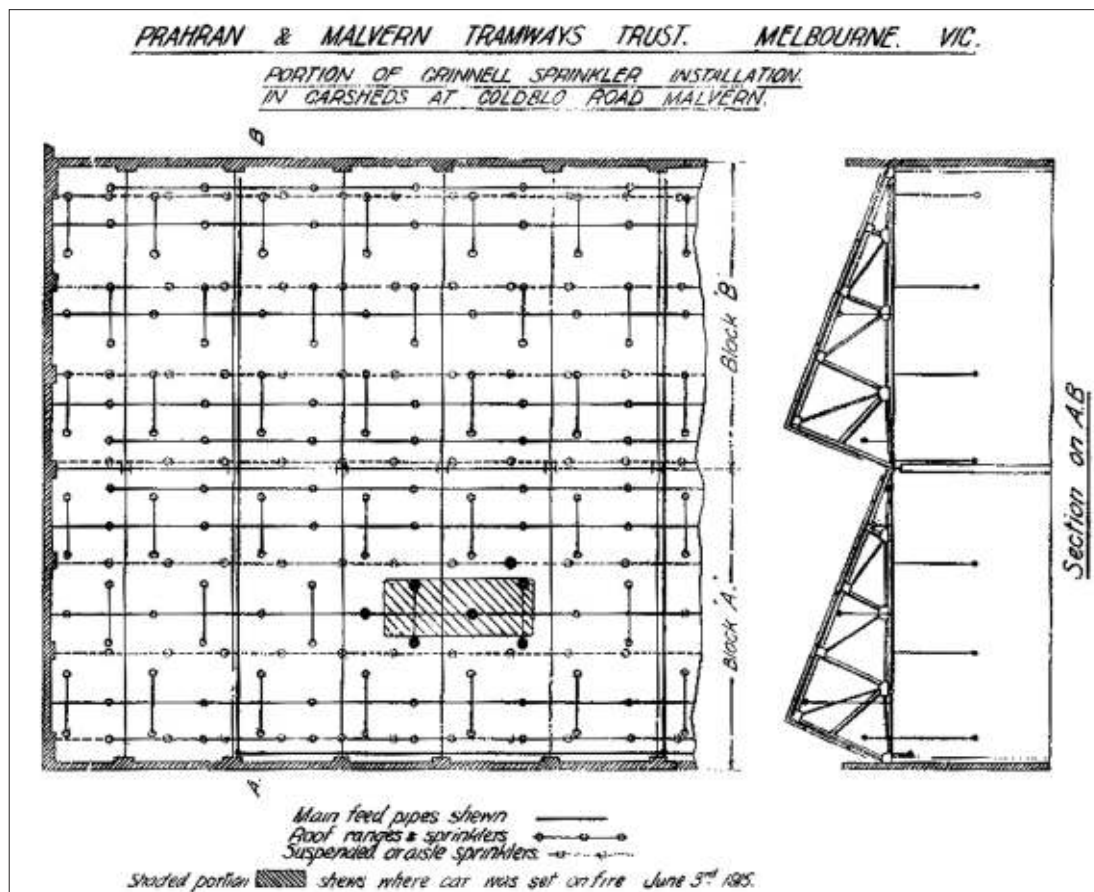 PRAHRAN & MALVERN TRAMWAYS TRUST. MELBOURNE. VIC.
PORTION OF GRINNELL SPRINKLER INSTALLATION.
IN CARSHEDS AT COLDBLO ROAD MALVERN.
B
Block 'B'
Block 'A'
Section on A.B
A.
Main feed pipes shewn
Roof ranges & sprinklers
Suspended or aisle sprinklers
Shaded portion shews where car was set on fire June 3rd 1915.